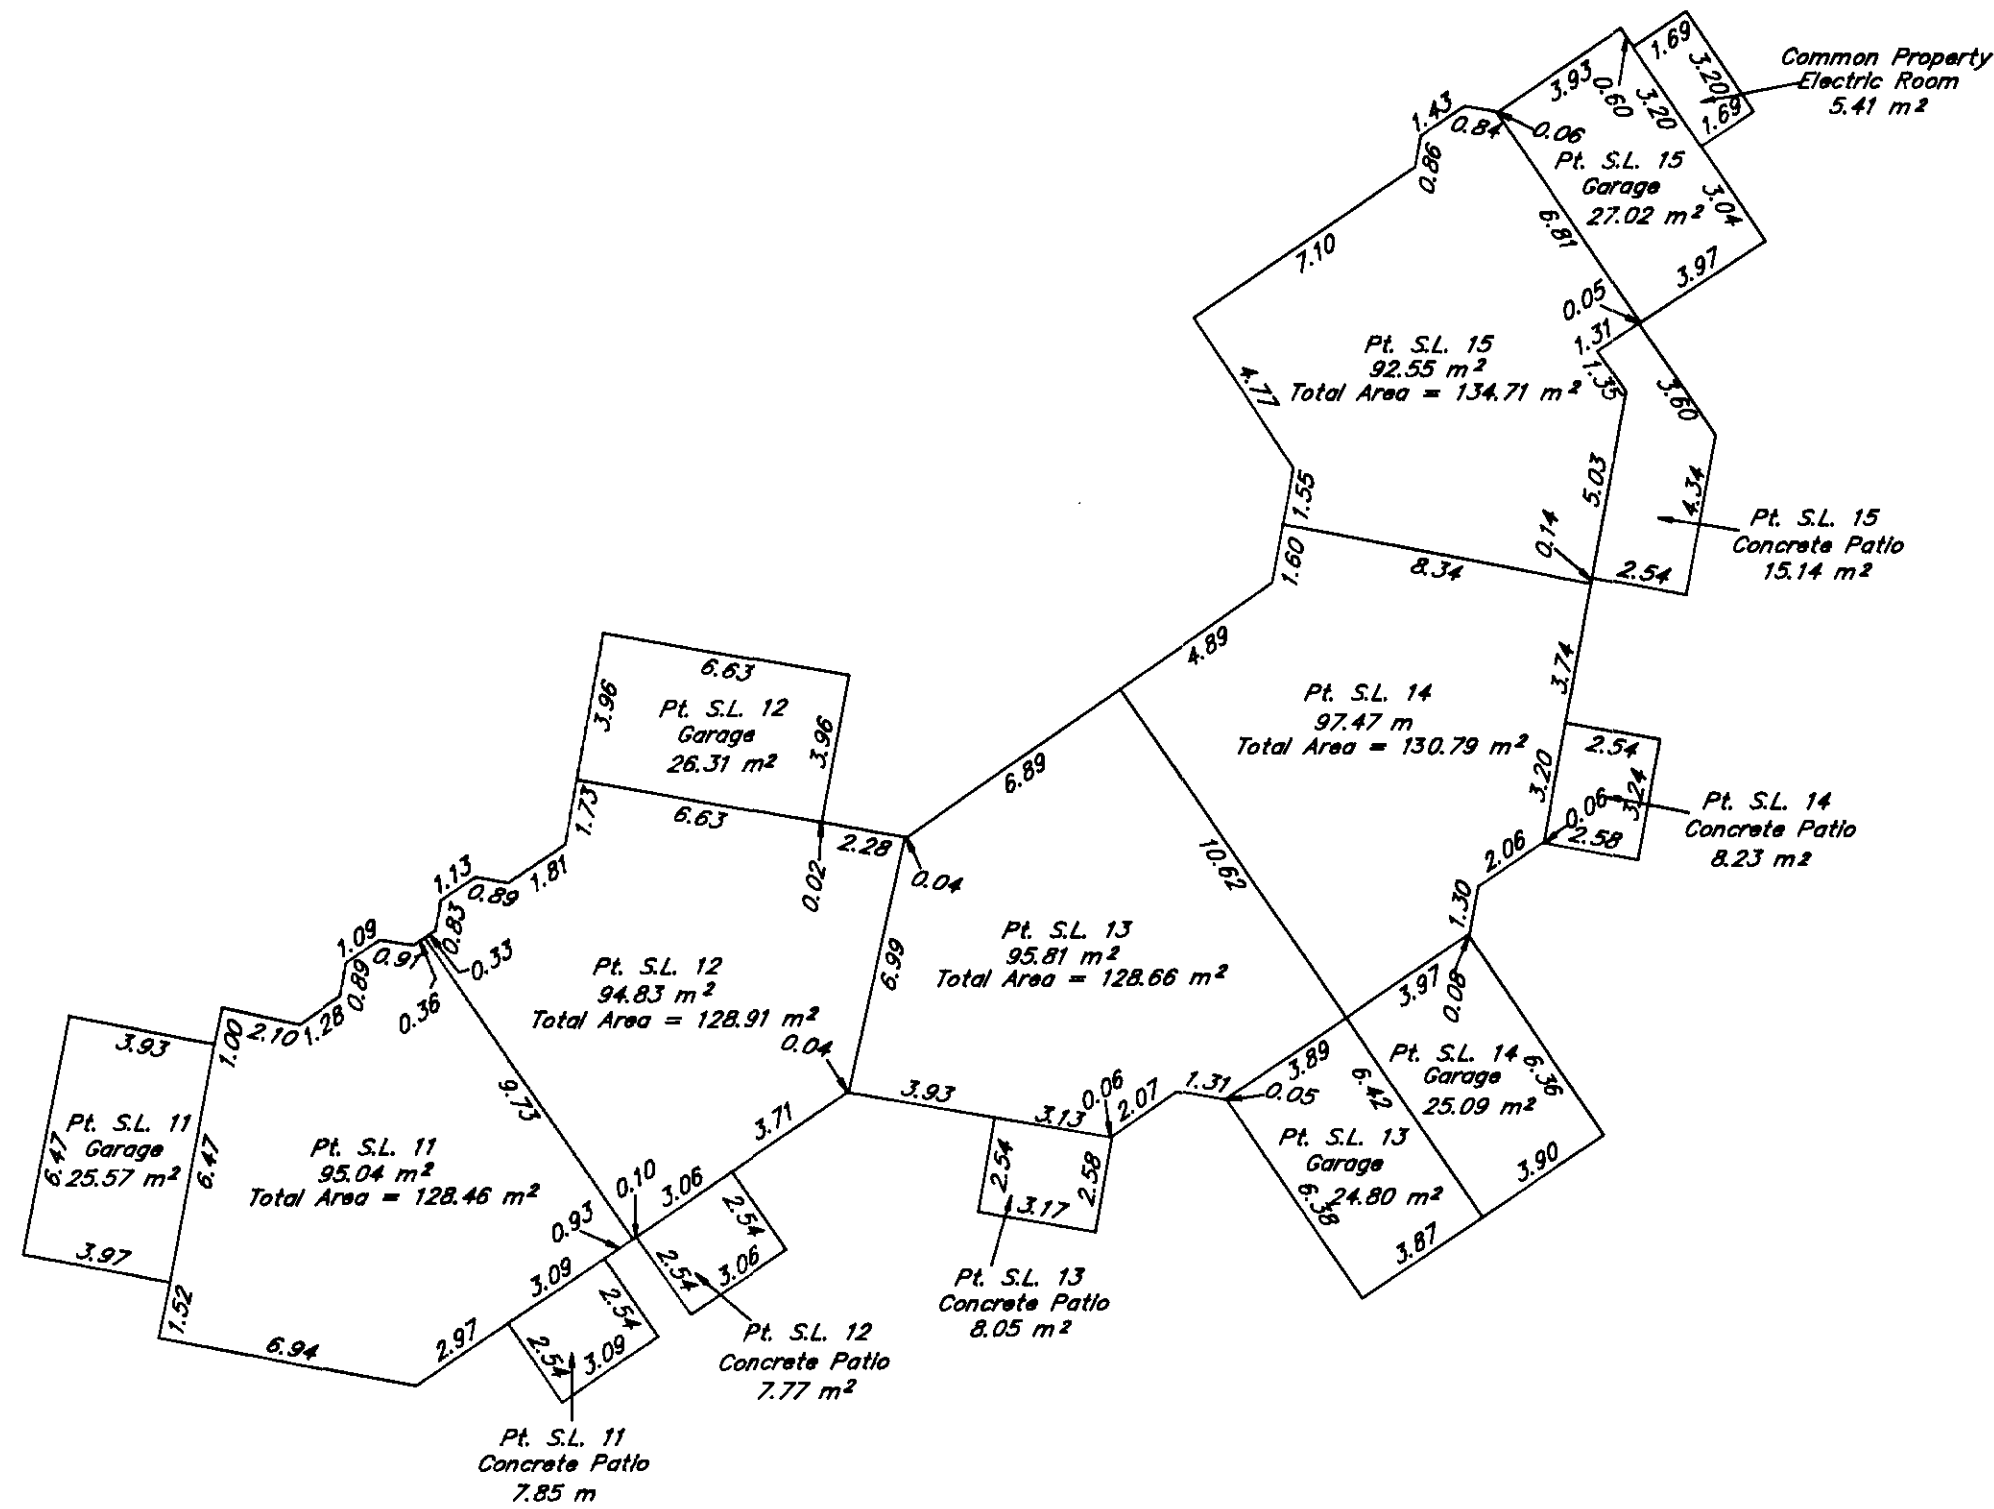 1.69
3.20
1.69
Common Property
Electric Room
5.41 m²
3.93
0.60
3.20
1.43
0.84
0.06
0.86
Pt. S.L. 15
Garage
27.02 m²
3.04
6.81
3.97
7.10
0.05
1.31
1.35
3.60
4.77
Pt. S.L. 15
92.55 m²
Total Area = 134.71 m²
1.55
5.03
4.34
0.14
Pt. S.L. 15
Concrete Patio
15.14 m²
1.60
8.34
2.54
4.89
3.74
6.63
3.96
Pt. S.L. 12
Garage
26.31 m²
3.96
6.63
2.28
0.02
0.04
6.89
Pt. S.L. 14
97.47 m
Total Area = 130.79 m²
2.54
3.20
3.24
0.06
2.58
Pt. S.L. 14
Concrete Patio
8.23 m²
2.06
1.30
1.73
1.81
1.13
0.89
0.83
0.33
1.09
0.91
0.89
0.36
10.62
6.99
Pt. S.L. 13
95.81 m²
Total Area = 128.66 m²
Pt. S.L. 12
94.83 m²
Total Area = 128.91 m²
0.04
3.97
0.08
3.89
Pt. S.L. 14
Garage
25.09 m²
6.36
6.42
3.90
3.93
1.00
2.10
1.28
9.73
3.71
3.93
3.13
0.06
2.07
1.31
0.05
Pt. S.L. 13
Garage
24.80 m²
6.38
3.87
Pt. S.L. 11
Garage
25.57 m²
6.47
6.47
Pt. S.L. 11
95.04 m²
Total Area = 128.46 m²
3.97
1.52
6.94
2.97
3.09
0.93
0.10
3.06
2.54
2.54
3.06
2.54
3.17
2.58
Pt. S.L. 13
Concrete Patio
8.05 m²
2.54
2.54
3.09
Pt. S.L. 12
Concrete Patio
7.77 m²
Pt. S.L. 11
Concrete Patio
7.85 m